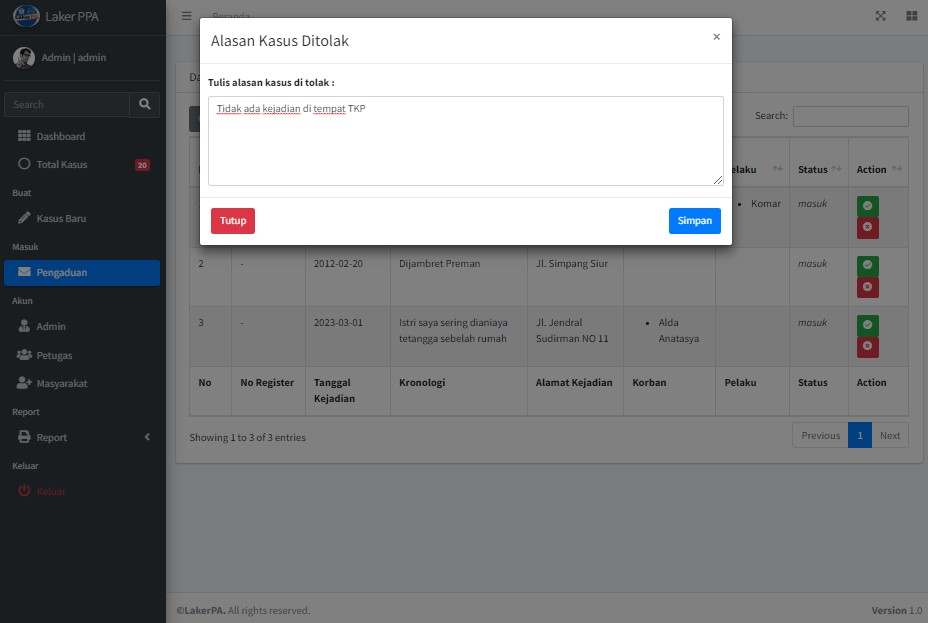 Laker PPA
Beranda
Admin | admin
Search
Dashboard
Total Kasus 20
Buat
Kasus Baru
Masuk
Pengaduan
Akun
Admin
Petugas
Masyarakat
Report
Report
Keluar
Keluar
Alasan Kasus Ditolak ×
Tulis alasan kasus di tolak :
Tidak ada kejadian di tempat TKP
Tutup Simpan
Search:
Status Action
Komar masuk
2 - 2012-02-20 Dijambret Preman Jl. Simpang Siur masuk
3 - 2023-03-01 Istri saya sering dianiaya Jl. Jendral • Alda masuk
tetangga sebelah rumah Sudirman NO 11 Anatasya
No No Register Tanggal Kronologi Alamat Kejadian Korban Pelaku Status Action
Kejadian
Showing 1 to 3 of 3 entries
Previous 1 Next
©LakerPA. All rights reserved.
Version 1.0